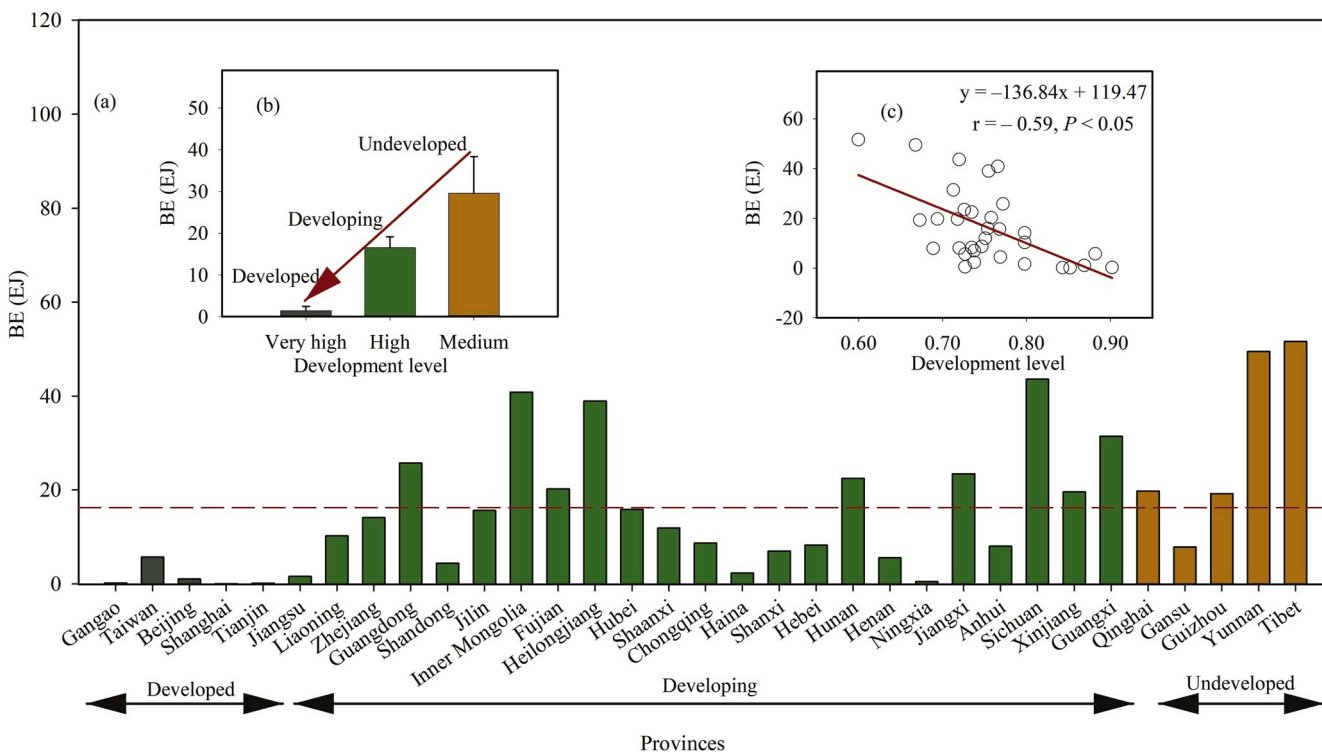 120
100
80
60
40
20
0
BE (EJ)
(a)
(b)
50
40
30
20
10
0
BE (EJ)
Undeveloped
Developing
Developed
Very high
High
Medium
Development level
(c)
y = –136.84x + 119.47
r = – 0.59, P < 0.05
60
40
20
0
-20
BE (EJ)
0.60
0.70
0.80
0.90
Development level
Gangao
Taiwan
Beijing
Shanghai
Tianjin
Jiangsu
Liaoning
Zhejiang
Guangdong
Shandong
Jilin
Inner Mongolia
Fujian
Heilongjiang
Hubei
Shaanxi
Chongqing
Haina
Shanxi
Hebei
Hunan
Henan
Ningxia
Jiangxi
Anhui
Sichuan
Xinjiang
Guangxi
Qinghai
Gansu
Guizhou
Yunnan
Tibet
Developed
Developing
Undeveloped
Provinces